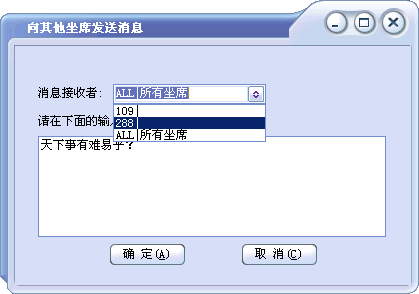 向其他坐席发送消息
消息接收者: ALL|所有坐席
109|
288|
请在下面的输
ALL|所有坐席
天下事有难易乎?
确 定(A)
取 消(C)